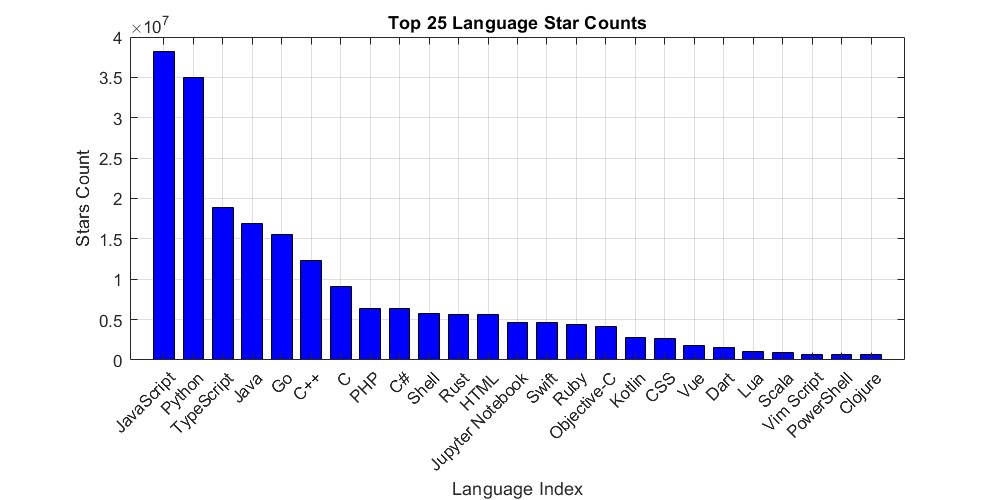 Top 25 Language Star Counts
×10⁷
4
3.5
3
2.5
2
1.5
1
0.5
0
Stars Count
JavaScript
Python
TypeScript
Java
Go
C++
C
PHP
C#
Shell
Rust
HTML
Jupyter Notebook
Swift
Ruby
Objective-C
Kotlin
CSS
Vue
Dart
Lua
Scala
Vim Script
PowerShell
Clojure
Language Index